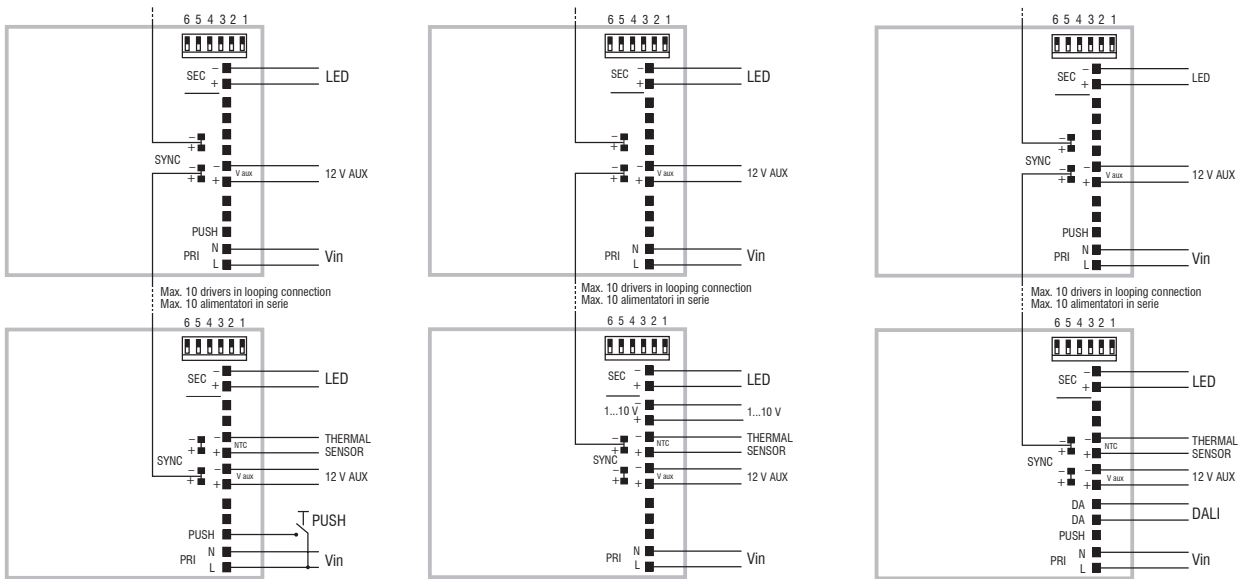 6 5 4 3 2 1
SEC
−
+
LED
−
+
SYNC
−
+
−
+
V aux
12 V AUX
PUSH
PRI
N
L
Vin
Max. 10 drivers in looping connection
Max. 10 alimentatori in serie
6 5 4 3 2 1
SEC
−
+
LED
−
+
SYNC
−
+
−
+
NTC
THERMAL
SENSOR
−
+
V aux
12 V AUX
PUSH
PUSH
PRI
N
L
Vin
6 5 4 3 2 1
SEC
−
+
LED
−
+
−
+
−
+
V aux
12 V AUX
PRI
N
L
Vin
Max. 10 drivers in looping connection
Max. 10 alimentatori in serie
6 5 4 3 2 1
SEC
−
+
LED
1...10 V
−
+
1...10 V
−
+
SYNC
−
+
−
+
NTC
THERMAL
SENSOR
−
+
V aux
12 V AUX
PRI
N
L
Vin
6 5 4 3 2 1
SEC
−
+
LED
−
+
SYNC
−
+
−
+
V aux
12 V AUX
PUSH
PRI
N
L
Vin
Max. 10 drivers in looping connection
Max. 10 alimentatori in serie
6 5 4 3 2 1
SEC
−
+
LED
−
+
SYNC
−
+
−
+
NTC
THERMAL
SENSOR
−
+
V aux
12 V AUX
DA
DA
DALI
PUSH
PRI
N
L
Vin